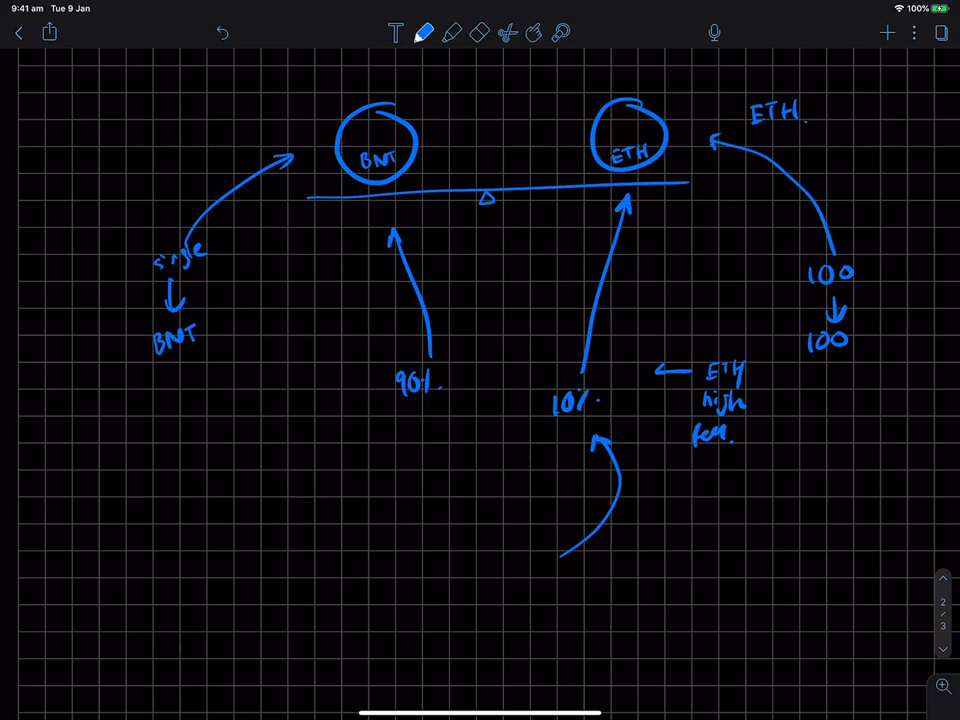 9:41 am Tue 9 Jan
100%
T
ETH.
BNT
ETH
single
BNT
100
100
90%.
10%.
ETH
high
2
/
3